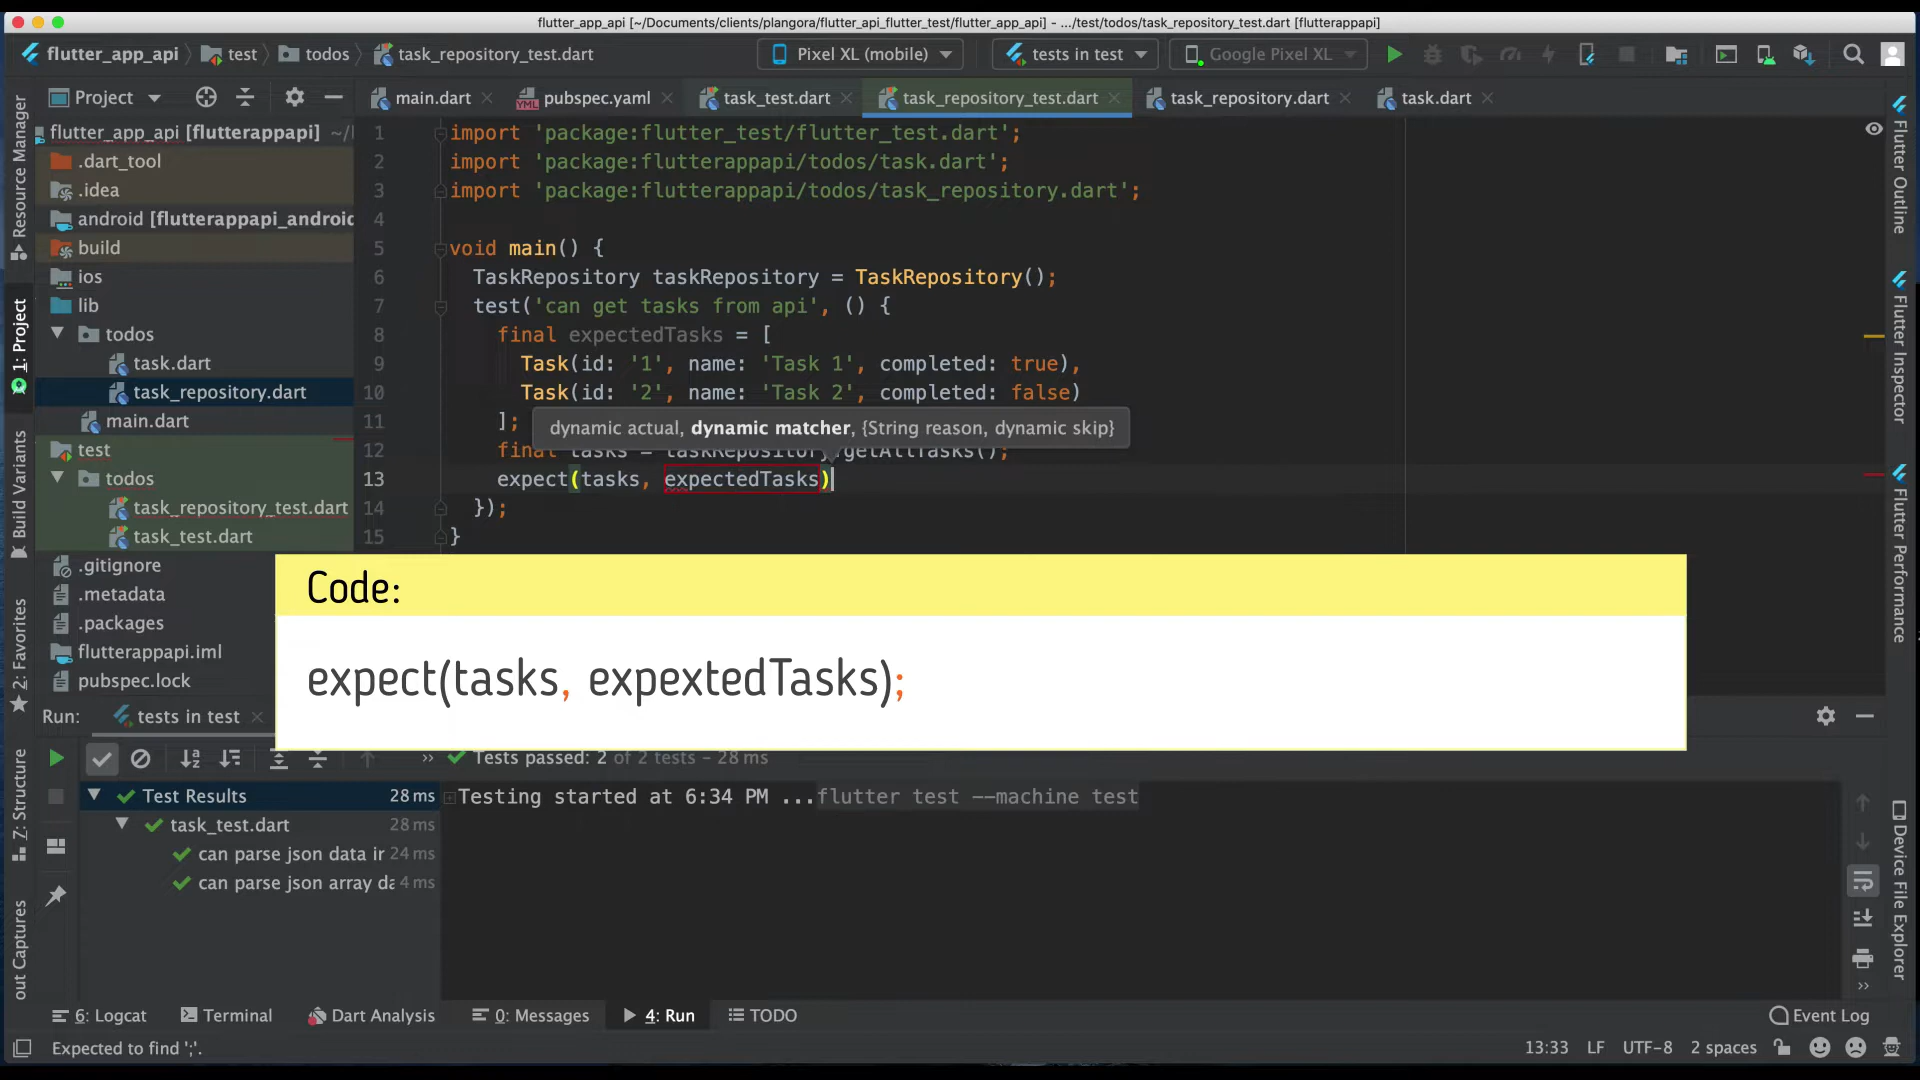 flutter_app_api [~/Documents/clients/plangora/flutter_api_flutter_test/flutter_app_api] - .../test/todos/task_repository_test.dart [flutterappapi]
flutter_app_api test todos task_repository_test.dart Pixel XL (mobile) tests in test Google Pixel XL
Project main.dart pubspec.yaml task_test.dart task_repository_test.dart task_repository.dart task.dart
flutter_app_api [flutterappapi] ~/
.dart_tool
.idea
android [flutterappapi_android
build
ios
lib
todos
task.dart
task_repository.dart
main.dart
test
todos
task_repository_test.dart
task_test.dart
.gitignore
.metadata
.packages
flutterappapi.iml
pubspec.lock
1 import 'package:flutter_test/flutter_test.dart';
2 import 'package:flutterappapi/todos/task.dart';
3 import 'package:flutterappapi/todos/task_repository.dart';
4
5 void main() {
6 TaskRepository taskRepository = TaskRepository();
7 test('can get tasks from api', () {
8 final expectedTasks = [
9 Task(id: '1', name: 'Task 1', completed: true),
10 Task(id: '2', name: 'Task 2', completed: false)
11 ];
dynamic actual, dynamic matcher, {String reason, dynamic skip}
12 final tasks = taskRepository.getAllTasks();
13 expect(tasks, expectedTasks)
14 });
15 }
Code:
expect(tasks, expextedTasks);
Run: tests in test
Tests passed: 2 of 2 tests – 28 ms
Test Results 28 ms
task_test.dart 28 ms
can parse json data ir 24 ms
can parse json array da 4 ms
Testing started at 6:34 PM ...flutter test --machine test
6: Logcat Terminal Dart Analysis 0: Messages 4: Run TODO Event Log
Expected to find ';'. 13:33 LF UTF-8 2 spaces
Resource Manager
1: Project
Build Variants
2: Favorites
7: Structure
out Captures
Flutter Outline
Flutter Inspector
Flutter Performance
Device File Explorer